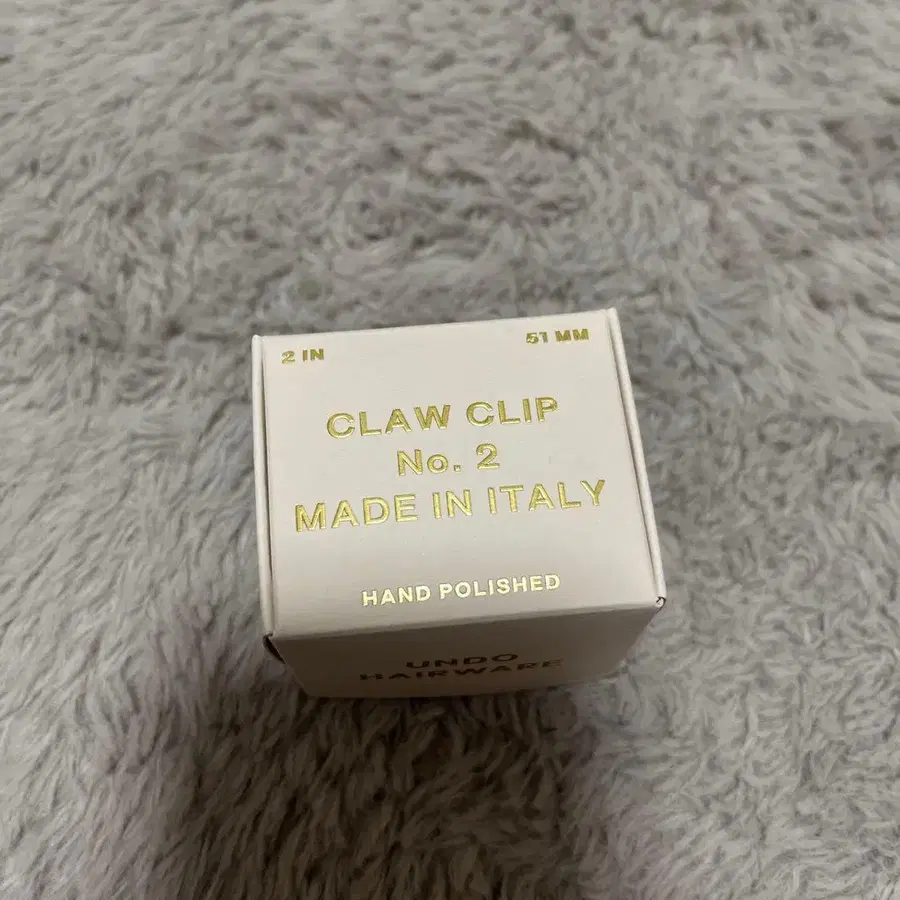 2 IN
51 MM
CLAW CLIP
No. 2
MADE IN ITALY
HAND POLISHED
UNDO
HAIRWARE